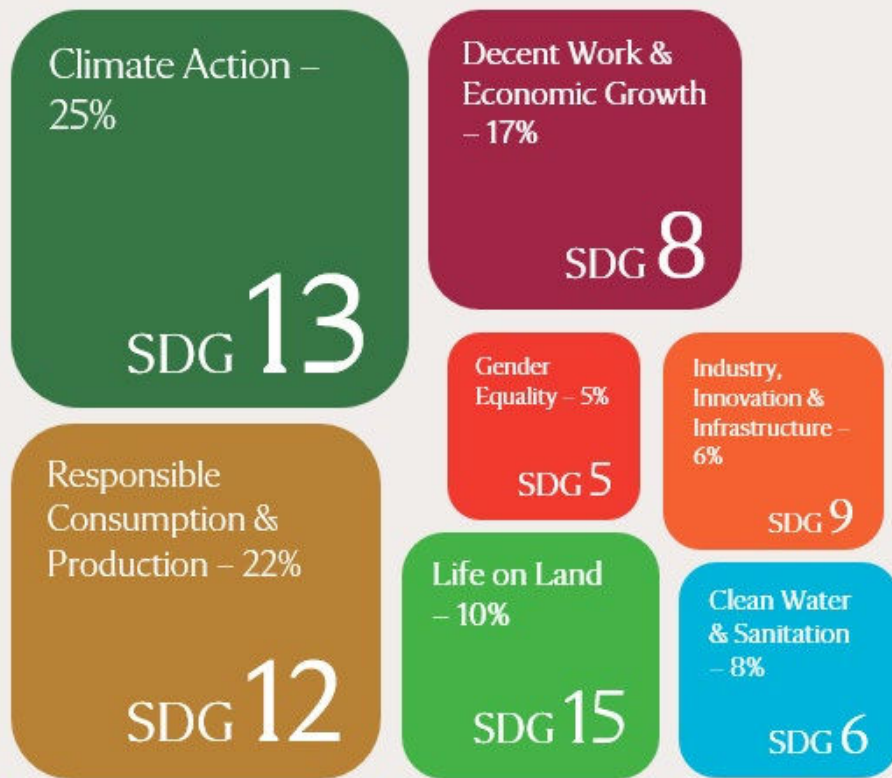 Climate Action –
25%
SDG 13
Decent Work &
Economic Growth
– 17%
SDG 8
Gender
Equality – 5%
SDG 5
Industry,
Innovation &
Infrastructure –
6%
SDG 9
Responsible
Consumption &
Production – 22%
SDG 12
Life on Land
– 10%
SDG 15
Clean Water
& Sanitation
– 8%
SDG 6